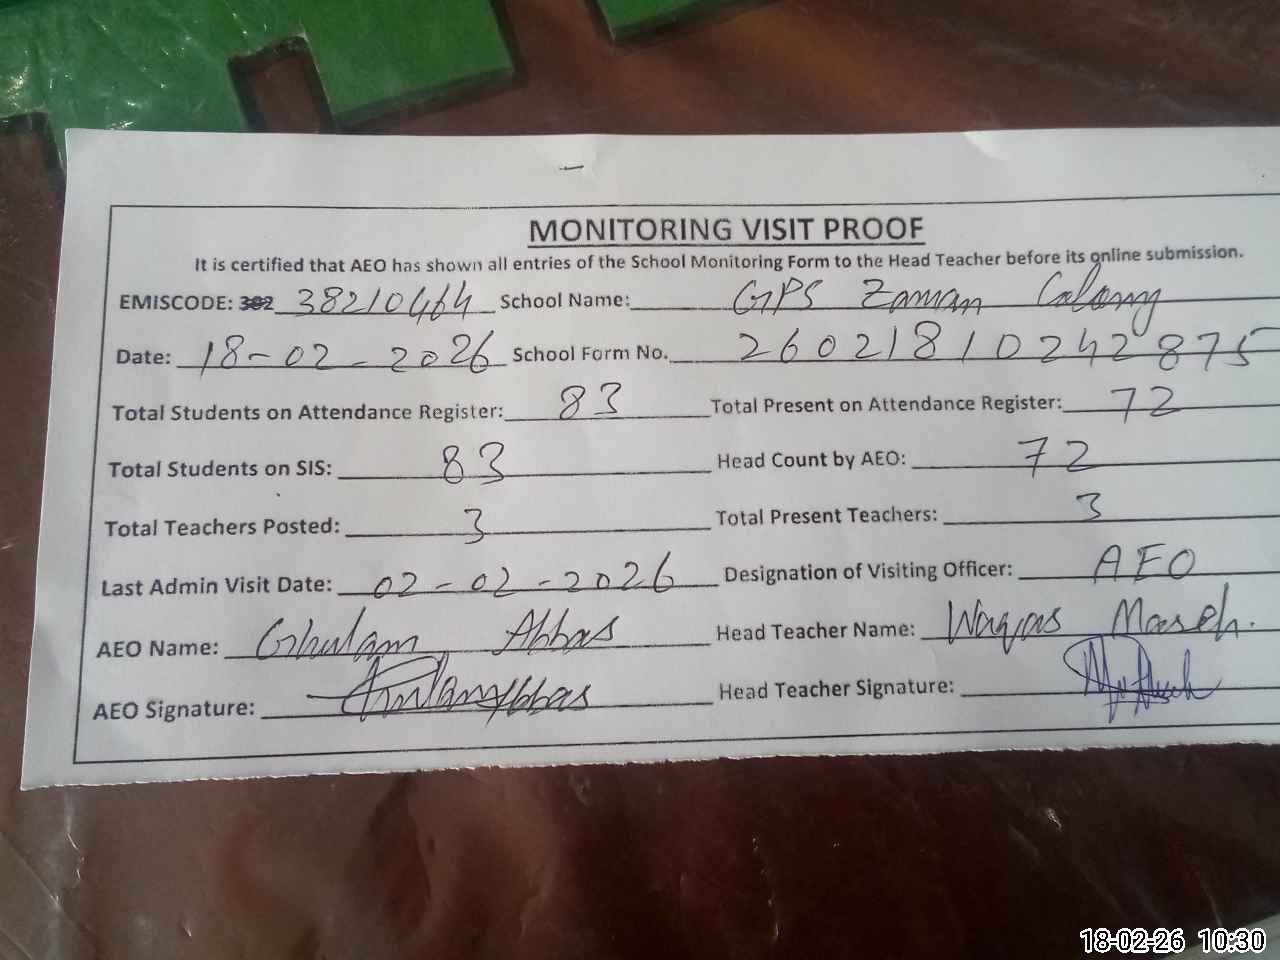 MONITORING VISIT PROOF
It is certified that AEO has shown all entries of the School Monitoring Form to the Head Teacher before its online submission.
EMISCODE: 382 38210464 School Name: GPS Zaman Colony
Date: 18-02-2026 School Form No. 26021810242875
Total Students on Attendance Register: 83 Total Present on Attendance Register: 72
Total Students on SIS: 83 Head Count by AEO: 72
Total Teachers Posted: 3 Total Present Teachers: 3
Last Admin Visit Date: 02-02-2026 Designation of Visiting Officer: AEO
AEO Name: Ghulam Abbas Head Teacher Name: Waqas Maseh.
AEO Signature: Ghulam Abbas Head Teacher Signature:
18-02-26 10:30